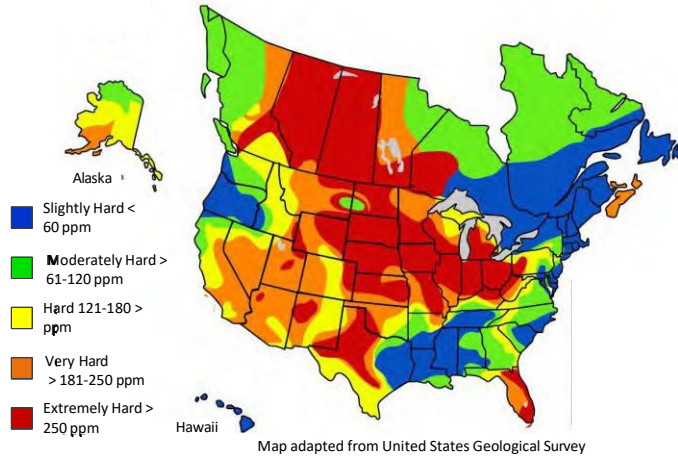 Alaska
Slightly Hard <
60 ppm
Moderately Hard >
61-120 ppm
Hard 121-180 >
ppm
Very Hard
> 181-250 ppm
Extremely Hard >
250 ppm
Hawaii
Map adapted from United States Geological Survey